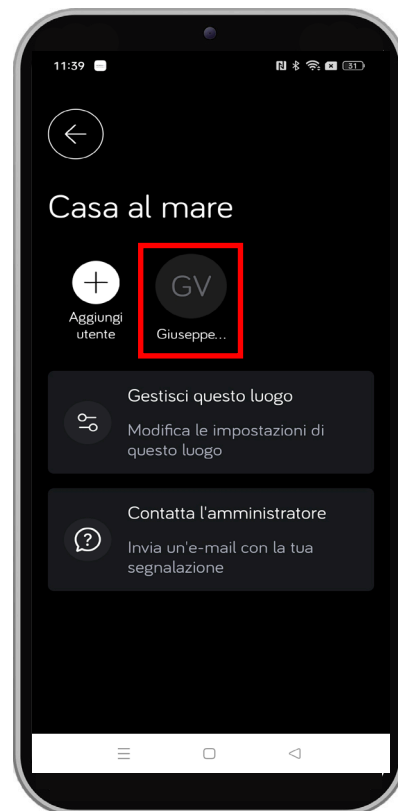 11:39
31
Casa al mare
GV
Aggiungi
utente
Giuseppe...
Gestisci questo luogo
Modifica le impostazioni di
questo luogo
Contatta l'amministratore
Invia un'e-mail con la tua
segnalazione